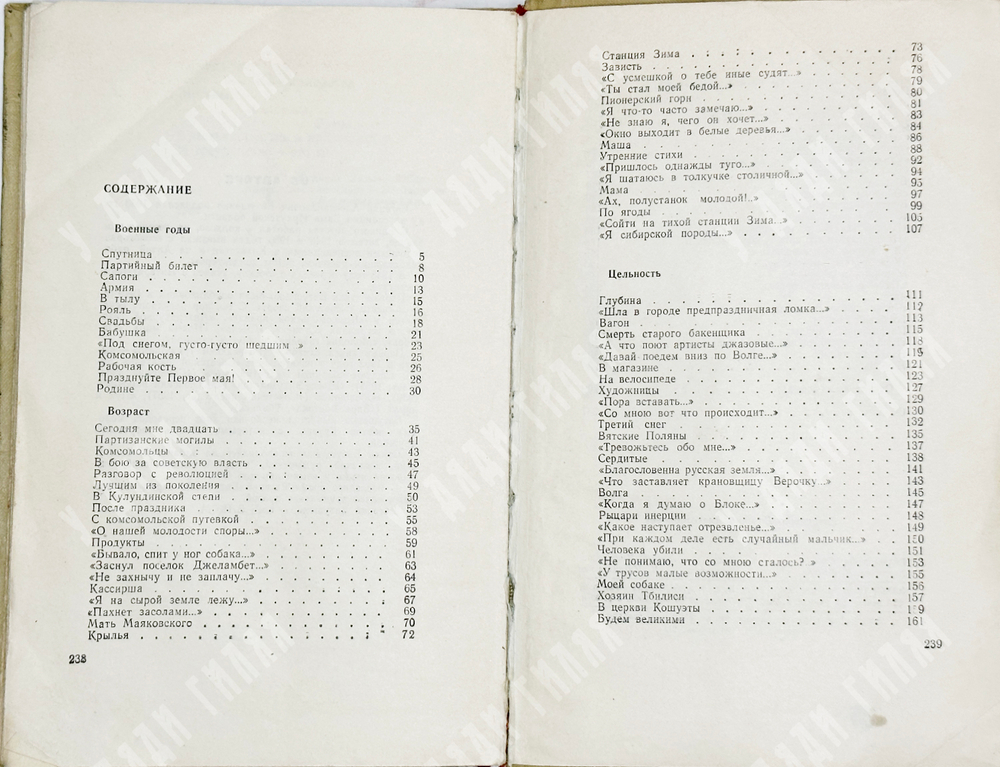 СОДЕРЖАНИЕ
Военные годы
Спутница . . . . . . . . . . . . . . . 5
Партийный билет . . . . . . . . . . . . 8
Сапоги . . . . . . . . . . . . . . . 10
Армия . . . . . . . . . . . . . . . 13
В тылу . . . . . . . . . . . . . . . 15
Рояль . . . . . . . . . . . . . . . 16
Свадьбы . . . . . . . . . . . . . . . 18
Бабушка . . . . . . . . . . . . . . . 21
«Под снегом, густо-густо шедшим...» . . . . . . 23
Комсомольская . . . . . . . . . . . . . 25
Рабочая кость . . . . . . . . . . . . . 26
Празднуйте Первое мая! . . . . . . . . . . 28
Родине . . . . . . . . . . . . . . . 30
Возраст
Сегодня мне двадцать . . . . . . . . . . . 35
Партизанские могилы . . . . . . . . . . . 41
Комсомольцы . . . . . . . . . . . . . . 43
В бою за советскую власть . . . . . . . . . 45
Разговор с революцией . . . . . . . . . . 47
Лучшим из поколения . . . . . . . . . . . 49
В Кулундинской степи . . . . . . . . . . . 50
После праздника . . . . . . . . . . . . . 53
С комсомольской путевкой . . . . . . . . . 55
«О нашей молодости споры...» . . . . . . . . 58
Продукты . . . . . . . . . . . . . . . 59
«Бывало, спит у ног собака...» . . . . . . . . 61
«Заснул поселок Джеламбет...» . . . . . . . . 63
«Не захнычу и не заплачу...» . . . . . . . . 64
Кассирша . . . . . . . . . . . . . . . 65
«Я на сырой земле лежу...» . . . . . . . . . 67
«Пахнет засолами...» . . . . . . . . . . . 69
Мать Маяковского . . . . . . . . . . . . 70
Крылья . . . . . . . . . . . . . . . 72
238
Станция Зима . . . . . . . . . . . . . 73
Зависть . . . . . . . . . . . . . . . 76
«С усмешкой о тебе иные судят...» . . . . . . 78
«Ты стал моей бедой...» . . . . . . . . . . 79
Пионерский горн . . . . . . . . . . . . 80
«Я что-то часто замечаю...» . . . . . . . . . 81
«Не знаю я, чего он хочет...» . . . . . . . . 83
«Окно выходит в белые деревья...» . . . . . . 84
Маша . . . . . . . . . . . . . . . . 86
Утренние стихи . . . . . . . . . . . . . 88
«Пришлось однажды туго...» . . . . . . . . . 92
«Я шатаюсь в толкучке столичной...» . . . . . . 94
Мама . . . . . . . . . . . . . . . . 95
«Ах, полустанок молодой!..» . . . . . . . . . 97
По ягоды . . . . . . . . . . . . . . . 99
«Сойти на тихой станции Зима...» . . . . . . . 105
«Я сибирской породы...» . . . . . . . . . . 107
Цельность
Глубина . . . . . . . . . . . . . . . 111
«Шла в городе предпраздничная ломка...» . . . . 112
Вагон . . . . . . . . . . . . . . . . 113
Смерть старого бакенщика . . . . . . . . . 115
«А что поют артисты джазовые...» . . . . . . . 118
«Давай поедем вниз по Волге...» . . . . . . . 119
В магазине . . . . . . . . . . . . . . 121
На велосипеде . . . . . . . . . . . . . 123
Художницы . . . . . . . . . . . . . . 127
«Пора вставать...» . . . . . . . . . . . . 129
«Со мною вот что происходит...» . . . . . . . 130
Третий снег . . . . . . . . . . . . . . 132
Вятские Поляны . . . . . . . . . . . . . 135
«Тревожьтесь обо мне...» . . . . . . . . . . 137
Сердитые . . . . . . . . . . . . . . . 138
«Благословенна русская земля...» . . . . . . . 141
«Что заставляет крановщицу Верочку...» . . . . . 143
Волга . . . . . . . . . . . . . . . . 145
«Когда я думаю о Блоке...» . . . . . . . . . 147
Рыцари инерции . . . . . . . . . . . . . 148
«Какое наступает отрезвленье...» . . . . . . . 149
«При каждом деле есть случайный мальчик...» . . . 150
Человека убили . . . . . . . . . . . . . 151
«Не понимаю, что со мною сталось?..» . . . . . 153
«У трусов малые возможности...» . . . . . . . 155
Моей собаке . . . . . . . . . . . . . . 156
Хозяин Тбилиси . . . . . . . . . . . . . 157
В церкви Кошуэты . . . . . . . . . . . . 159
Будем великими . . . . . . . . . . . . . 161
239